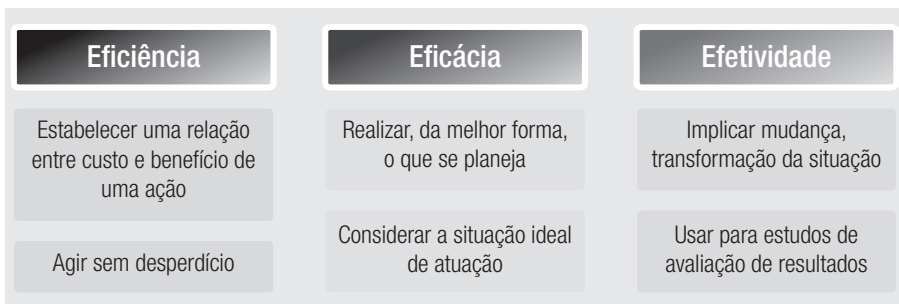 Eficiência
Estabelecer uma relação
entre custo e benefício de
uma ação
Agir sem desperdício
Eficácia
Realizar, da melhor forma,
o que se planeja
Considerar a situação ideal
de atuação
Efetividade
Implicar mudança,
transformação da situação
Usar para estudos de
avaliação de resultados